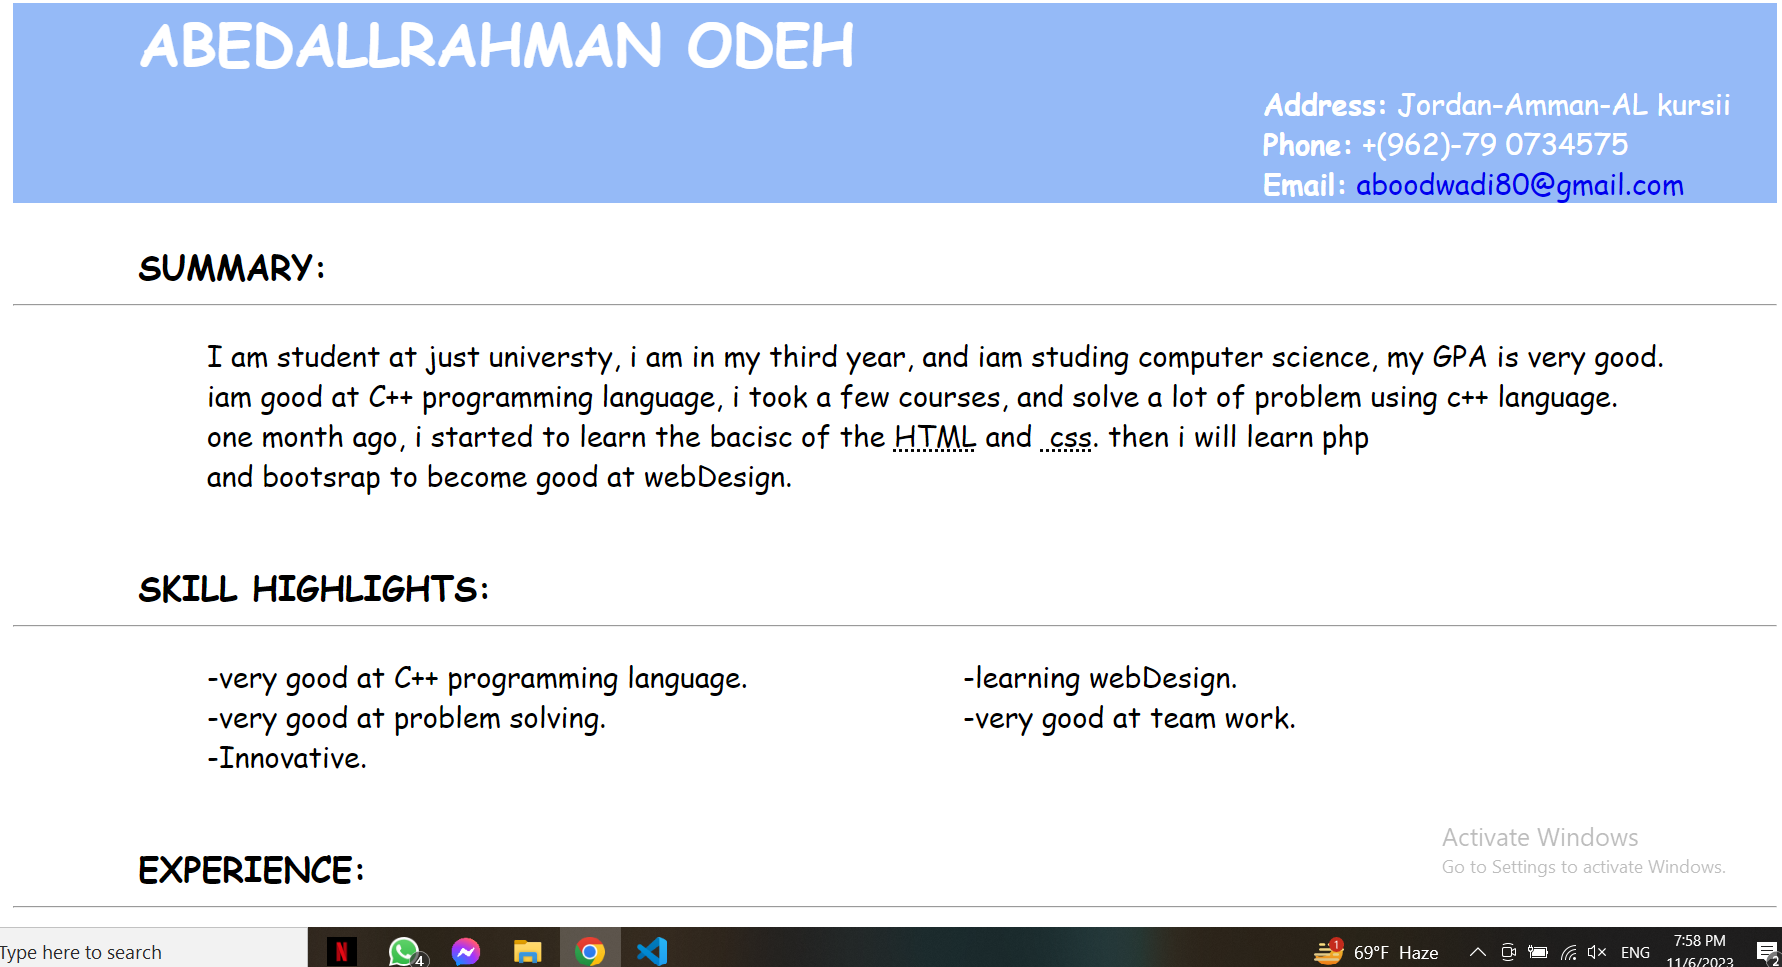 ABEDALLRAHMAN ODEH
Address: Jordan-Amman-AL kursii
Phone: +(962)-79 0734575
Email: aboodwadi80@gmail.com
SUMMARY:
I am student at just universty, i am in my third year, and iam studing computer science, my GPA is very good.
iam good at C++ programming language, i took a few courses, and solve a lot of problem using c++ language.
one month ago, i started to learn the bacisc of the HTML and css. then i will learn php
and bootsrap to become good at webDesign.
SKILL HIGHLIGHTS:
-very good at C++ programming language.
-very good at problem solving.
-Innovative.
-learning webDesign.
-very good at team work.
EXPERIENCE:
Activate Windows
Go to Settings to activate Windows.
Type here to search
N
4
1
69°F Haze
ENG
7:58 PM
11/6/2023
2